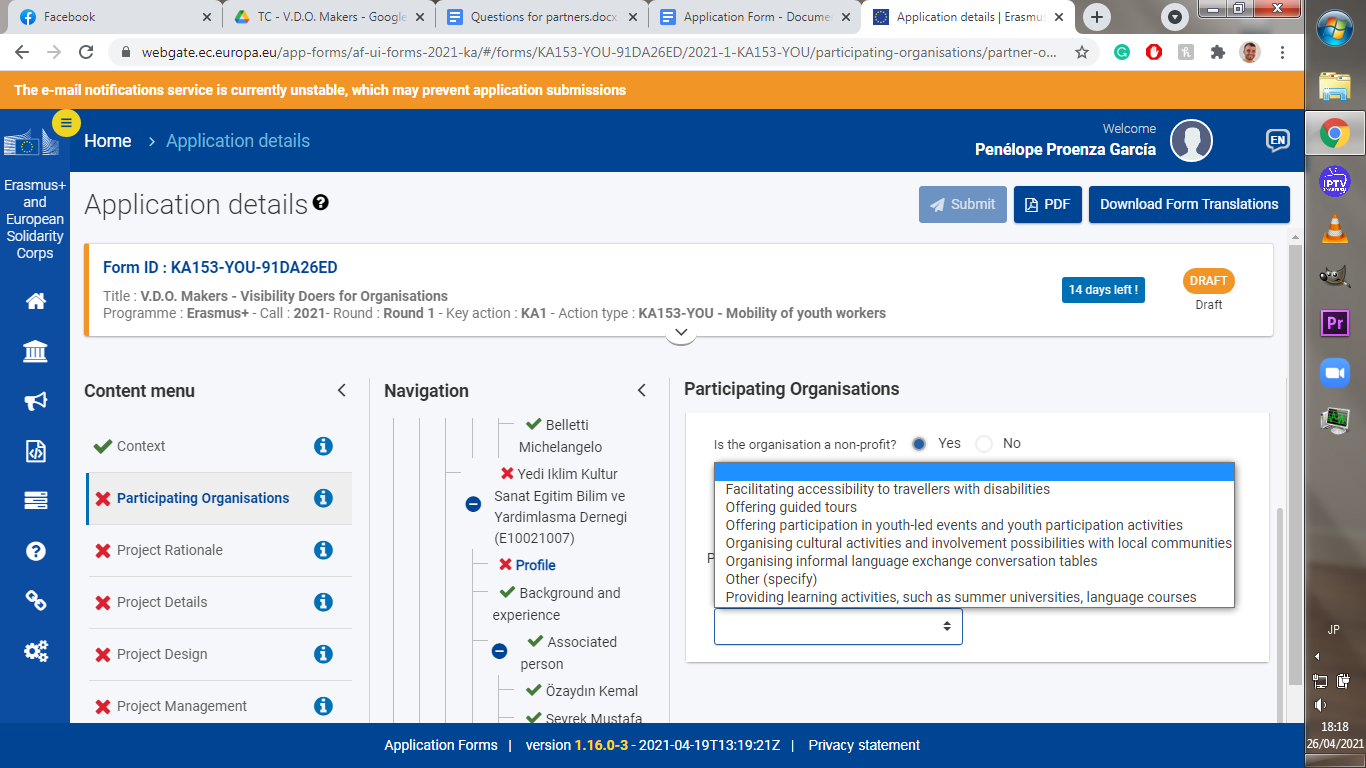 Facebook
TC - V.D.O. Makers - Google
Questions for partners.docx
Application Form - Docume
Application details | Erasmus
webgate.ec.europa.eu/app-forms/af-ui-forms-2021-ka/#/forms/KA153-YOU-91DA26ED/2021-1-KA153-YOU/participating-organisations/partner-o...
The e-mail notifications service is currently unstable, which may prevent application submissions
Home > Application details
Welcome
Penélope Proenza García
EN
Erasmus+
and
European
Solidarity
Corps
Application details
Submit
PDF
Download Form Translations
Form ID : KA153-YOU-91DA26ED
Title : V.D.O. Makers - Visibility Doers for Organisations
Programme : Erasmus+ - Call : 2021- Round : Round 1 - Key action : KA1 - Action type : KA153-YOU - Mobility of youth workers
14 days left !
DRAFT
Draft
Content menu
Context
Participating Organisations
Project Rationale
Project Details
Project Design
Project Management
Navigation
Belletti
Michelangelo
Yedi Iklim Kultur
Sanat Egitim Bilim ve
Yardimlasma Dernegi
(E10021007)
Profile
Background and
experience
Associated
person
Özaydın Kemal
Sevrek Mustafa
Participating Organisations
Is the organisation a non-profit? Yes No
Facilitating accessibility to travellers with disabilities
Offering guided tours
Offering participation in youth-led events and youth participation activities
Organising cultural activities and involvement possibilities with local communities
Organising informal language exchange conversation tables
Other (specify)
Providing learning activities, such as summer universities, language courses
Application Forms | version 1.16.0-3 - 2021-04-19T13:19:21Z | Privacy statement
IPTV
Pr
JP
18:18
26/04/2021